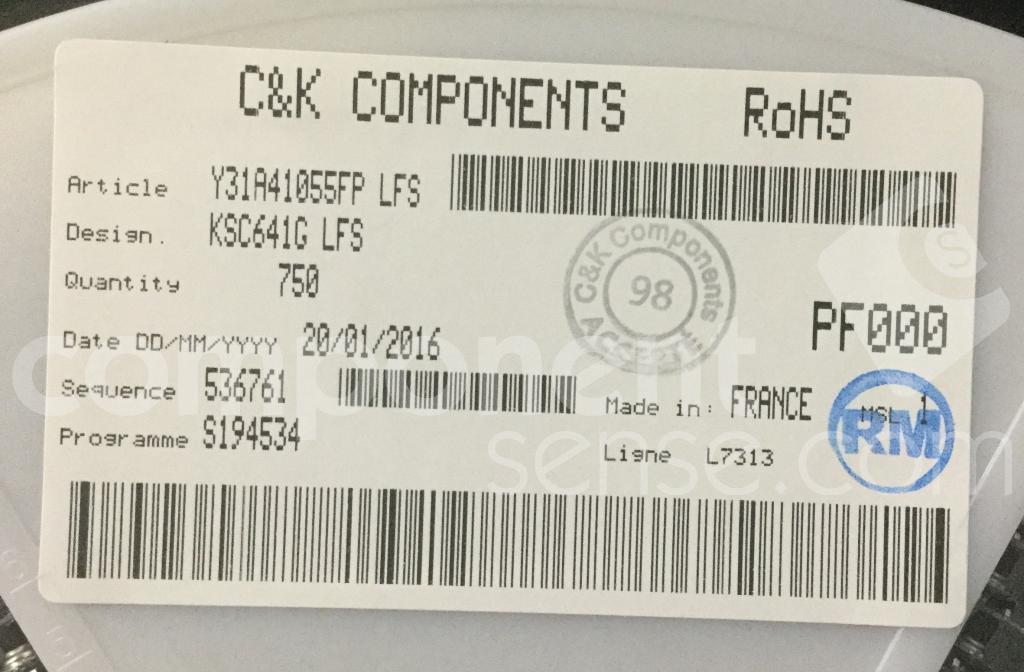 C&K COMPONENTS RoHS
Article Y31A41055FP LFS
Design. KSC641G LFS
Quantity 750
C&K Components
98
ACCEPTE
PF000
Date DD/MM/YYYY 20/01/2016
Sequence 536761
Made in: FRANCE
MSL 1
RM
Programme S194534
Ligne L7313
component
sense.com
S